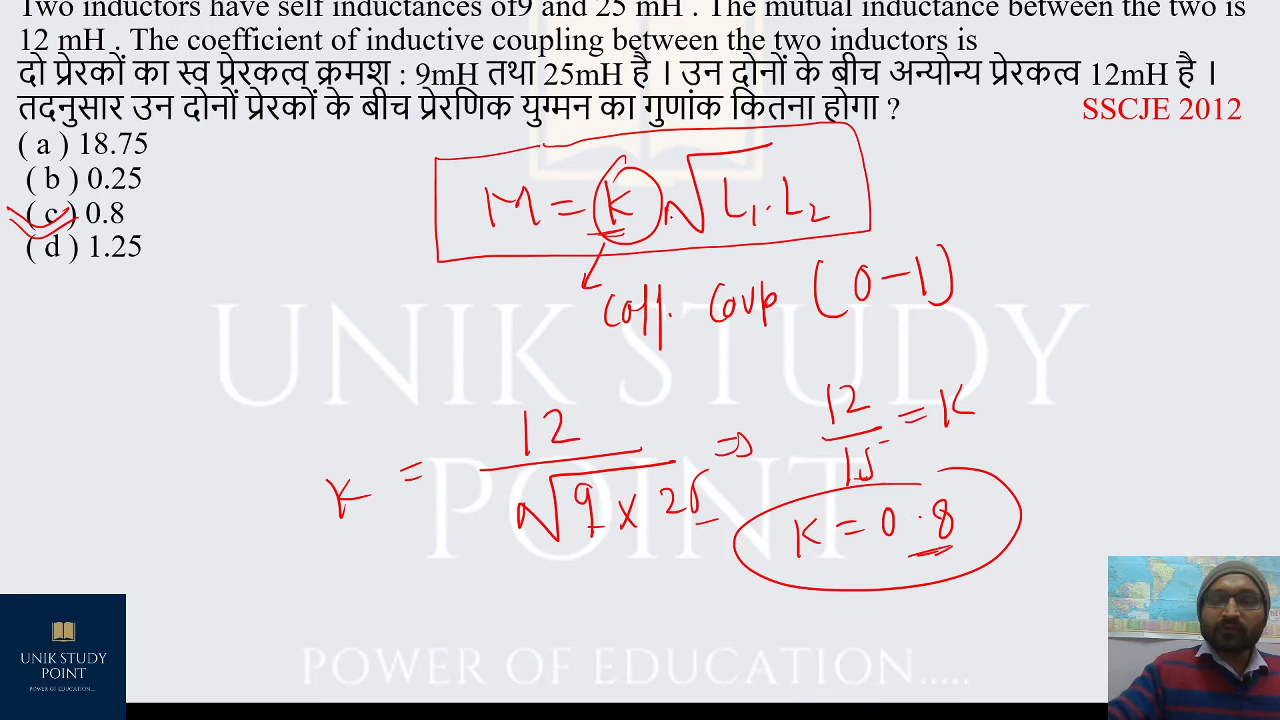 Two inductors have self inductances of9 and 25 mH . The mutual inductance between the two is
12 mH . The coefficient of inductive coupling between the two inductors is
दो प्रेरकों का स्व प्रेरकत्व क्रमश : 9mH तथा 25mH है । उन दोनों के बीच अन्योन्य प्रेरकत्व 12mH है ।
तदनुसार उन दोनों प्रेरकों के बीच प्रेरणिक युग्मन का गुणांक कितना होगा ? SSCJE 2012
( a ) 18.75
( b ) 0.25
( c ) 0.8
( d ) 1.25
M = K √L₁.L₂
Coff. Coup (0-1)
K = 12 / √9 x 25 ⇒ 12/15 = K
K = 0.8
UNIK STUDY
POINT
POWER OF EDUCATION.....
UNIK STUDY
POINT
POWER OF EDUCATION....